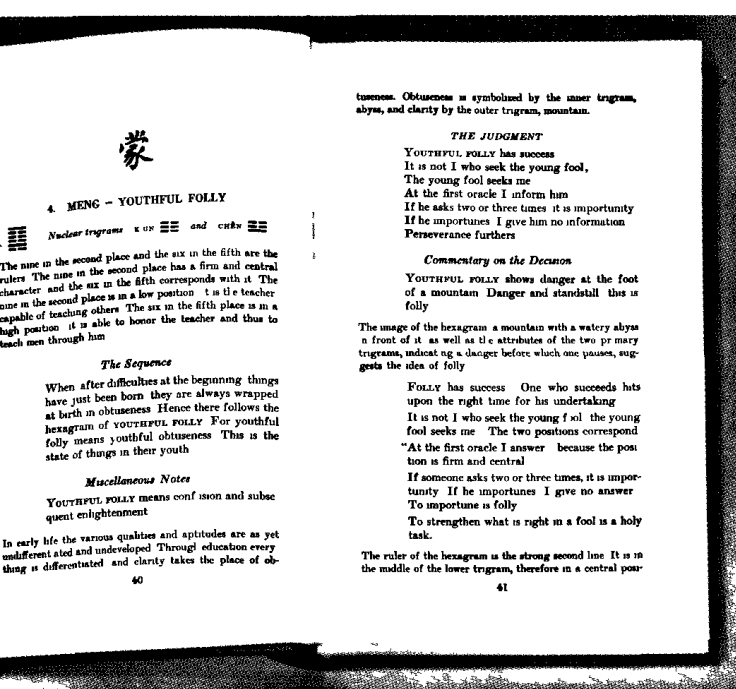 蒙
4. MENG – YOUTHFUL FOLLY
Nuclear trigrams K UN ☷ and CHÊN ☳
The nine in the second place and the six in the fifth are the
rulers The nine in the second place has a firm and central
character and the six in the fifth corresponds with it The
nine in the second place is in a low position t is tl e teacher
capable of teaching others The six in the fifth place is in a
high position it is able to honor the teacher and thus to
teach men through him
The Sequence
When after difficulties at the beginning things
have just been born they are always wrapped
at birth in obtuseness Hence there follows the
hexagram of YOUTHFUL FOLLY For youthful
folly means youthful obtuseness This is the
state of things in their youth
Miscellaneous Notes
YOUTHFUL FOLLY means conf ision and subse
quent enlightenment
In early life the various qualities and aptitudes are as yet
undifferent ated and undeveloped Througl education every
thing is differentiated and clarity takes the place of ob-
40
tuseness. Obtuseness is symbolized by the inner trigram,
abyss, and clarity by the outer trigram, mountain.
THE JUDGMENT
YOUTHFUL FOLLY has success
It is not I who seek the young fool,
The young fool seeks me
At the first oracle I inform him
If he asks two or three times it is importunity
If he importunes I give him no information
Perseverance furthers
Commentary on the Decision
YOUTHFUL FOLLY shows danger at the foot
of a mountain Danger and standstill this is
folly
The image of the hexagram a mountain with a watery abyss
n front of it as well as tl e attributes of the two pr mary
trigrams, indicat ng a danger before which one pauses, sug-
gests the idea of folly
FOLLY has success One who succeeds hits
upon the right time for his undertaking
It is not I who seek the young f ol the young
fool seeks me The two positions correspond
“At the first oracle I answer because the posi
tion is firm and central
If someone asks two or three times, it is impor-
tunity If he importunes I give no answer
To importune is folly
To strengthen what is right in a fool is a holy
task.
The ruler of the hexagram is the strong second line It is in
the middle of the lower trigram, therefore in a central posi-
41